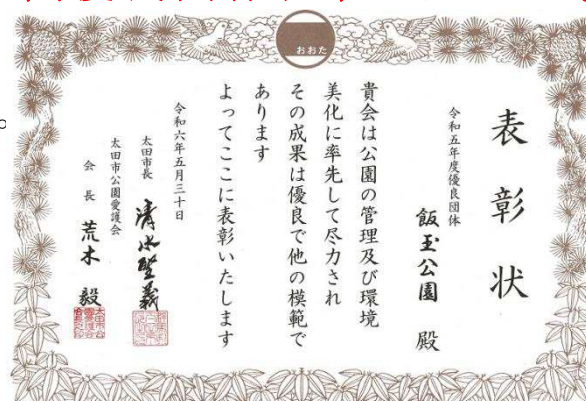 おおた
表彰状
令和五年度優良団体
飯玉公園 殿
貴会は公園の管理及び環境
美化に率先して尽力され
その成果は優良で他の模範で
あります
よってここに表彰いたします
令和六年五月三十日
太田市長 清水聖義
太田市公園愛護会
会長 荒木 毅